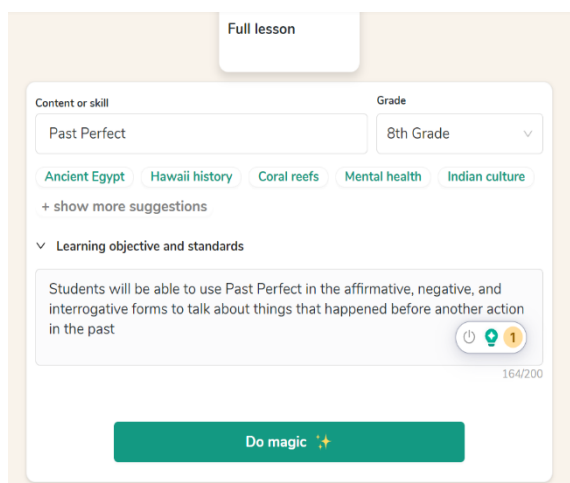 Full lesson
Content or skill
Grade
Past Perfect
8th Grade
Ancient Egypt
Hawaii history
Coral reefs
Mental health
Indian culture
+ show more suggestions
Learning objective and standards
Students will be able to use Past Perfect in the affirmative, negative, and
interrogative forms to talk about things that happened before another action
in the past
1
164/200
Do magic ✨